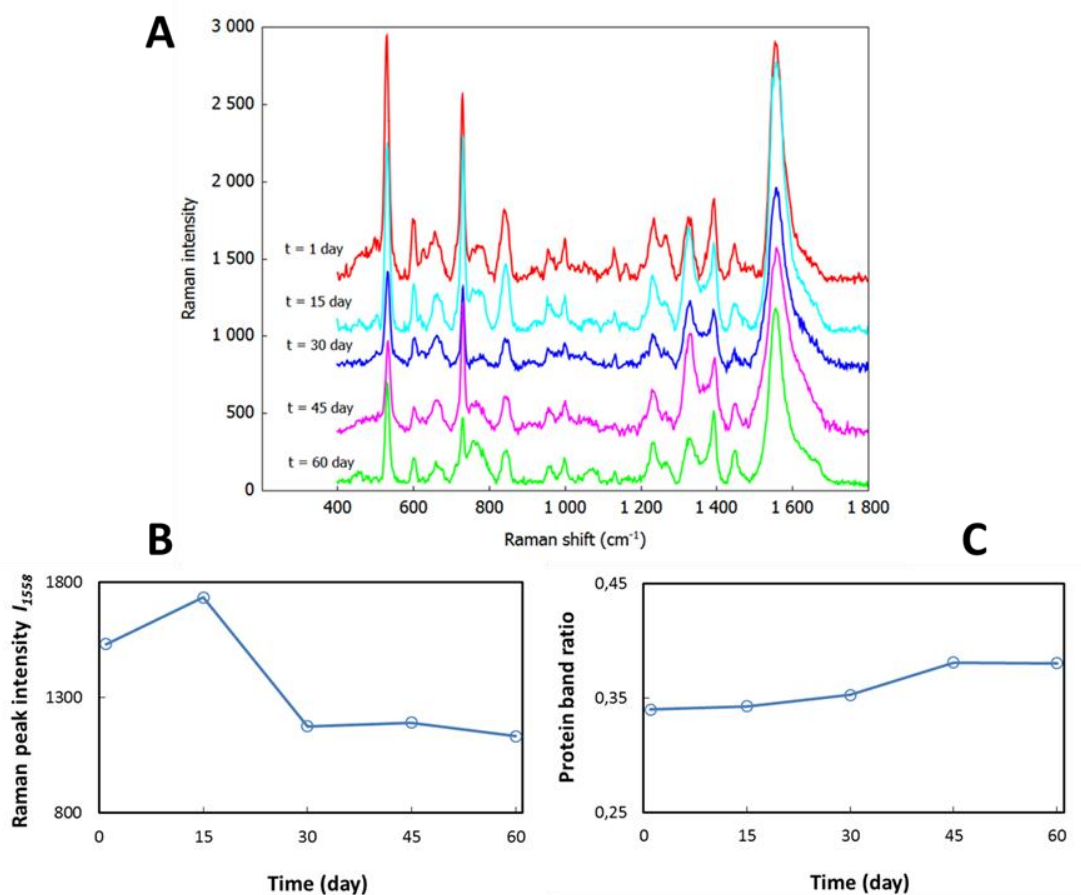 A
3 000
2 500
2 000
1 500
1 000
500
0
Raman intensity
t = 1 day
t = 15 day
t = 30 day
t = 45 day
t = 60 day
400 600 800 1 000 1 200 1 400 1 600 1 800
Raman shift (cm⁻¹)
B
1800
1300
800
Raman peak intensity I₁₅₅₈
0 15 30 45 60
Time (day)
C
0,45
0,35
0,25
Protein band ratio
0 15 30 45 60
Time (day)